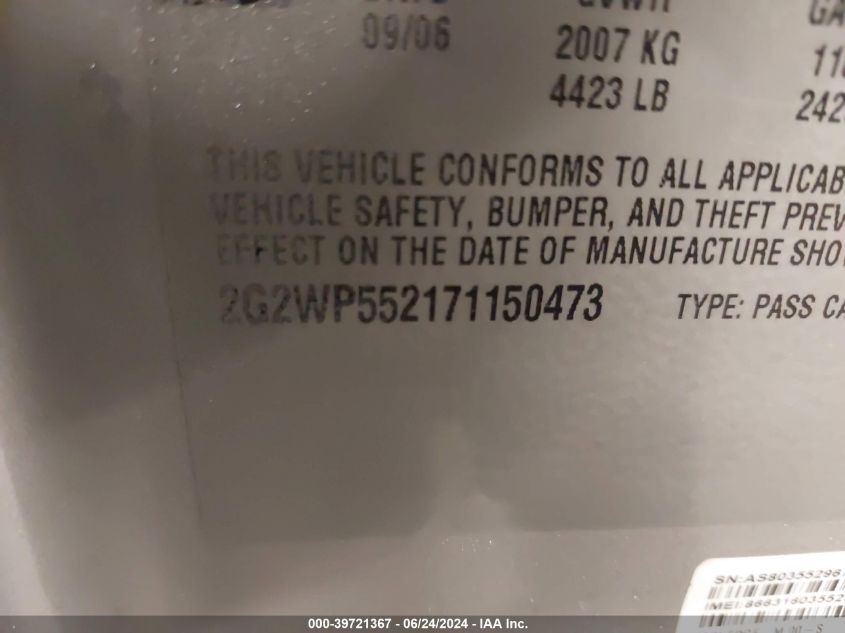 09/06
2007 KG
4423 LB
THIS VEHICLE CONFORMS TO ALL APPLICAB
VEHICLE SAFETY, BUMPER, AND THEFT PREV
EFFECT ON THE DATE OF MANUFACTURE SHO
2G2WP552171150473 TYPE: PASS CA
000-39721367 - 06/24/2024 - IAA Inc.